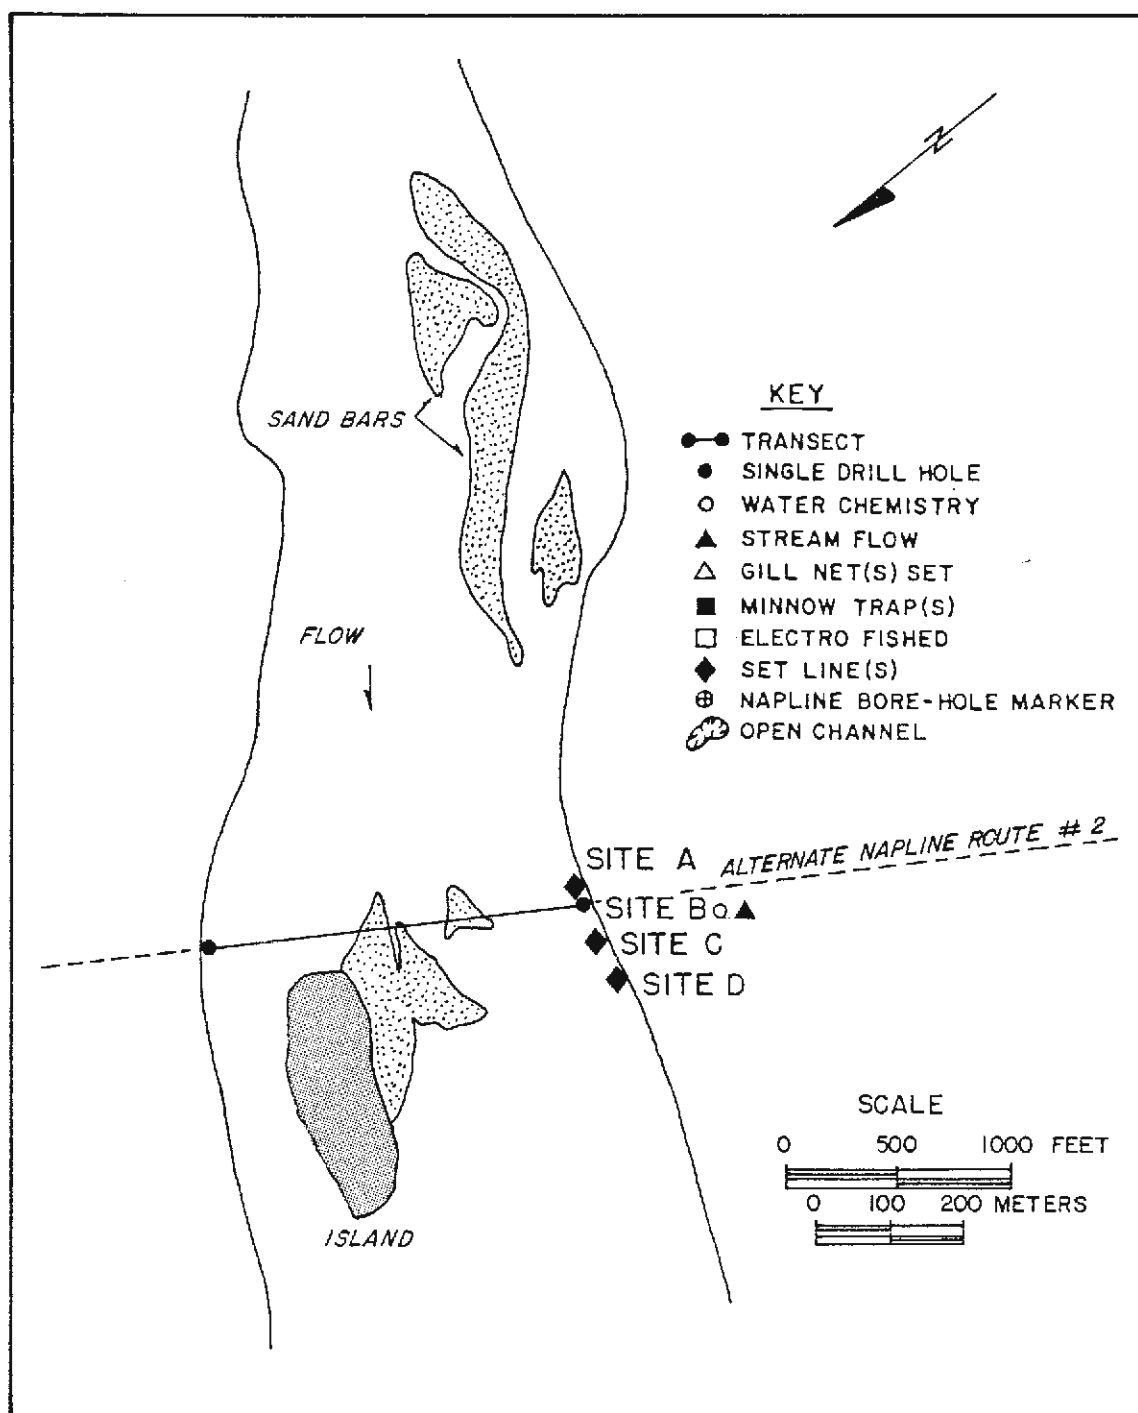 N
SAND BARS
KEY
TRANSECT
SINGLE DRILL HOLE
WATER CHEMISTRY
STREAM FLOW
GILL NET(S) SET
MINNOW TRAP(S)
ELECTRO FISHED
SET LINE(S)
NAPLINE BORE-HOLE MARKER
OPEN CHANNEL
FLOW
ALTERNATE NAPLINE ROUTE # 2
SITE A
SITE B
SITE C
SITE D
ISLAND
SCALE
0 500 1000 FEET
0 100 200 METERS